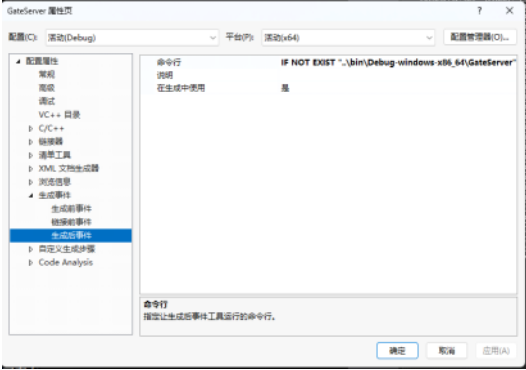 GateServer 属性页
配置(C): 活动(Debug) 平台(P): 活动(x64) 配置管理器(O)...
配置属性
常规
高级
调试
VC++ 目录
C/C++
链接器
清单工具
XML 文档生成器
浏览信息
生成事件
生成前事件
链接前事件
生成后事件
自定义生成步骤
Code Analysis
命令行 IF NOT EXIST "..\bin\Debug-windows-x86_64\GateServer"
说明
在生成中使用 是
命令行
指定让生成后事件工具运行的命令行。
确定 取消 应用(A)